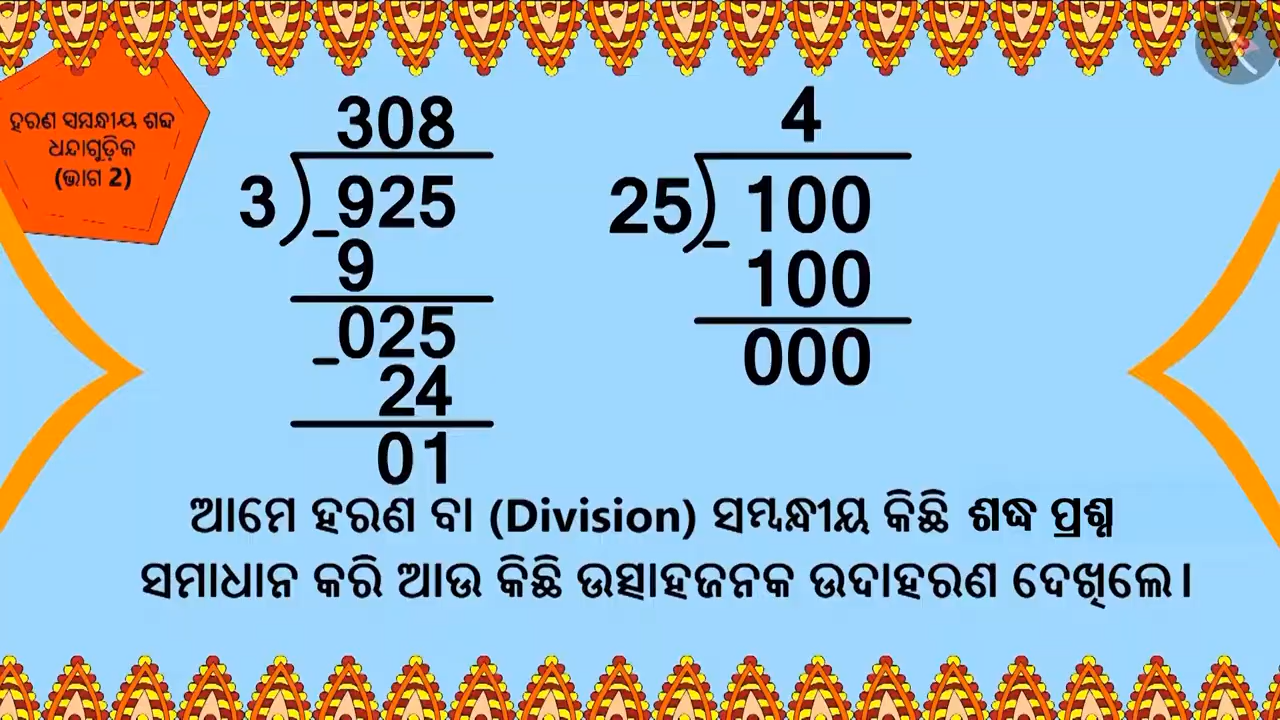 ହରଣ ସମ୍ବନ୍ଧୀୟ ଶବ୍ଦ
ଧନ୍ଦାଗୁଡ଼ିକ
(ଭାଗ 2)
308
3)925
_
9
025
_
24
01
4
25)100
_
100
000
ଆମେ ହରଣ ବା (Division) ସମ୍ବନ୍ଧୀୟ କିଛି ଶବ୍ଦ ପ୍ରଶ୍ନ
ସମାଧାନ କରି ଆଉ କିଛି ଉତ୍ସାହଜନକ ଉଦାହରଣ ଦେଖିଲେ।